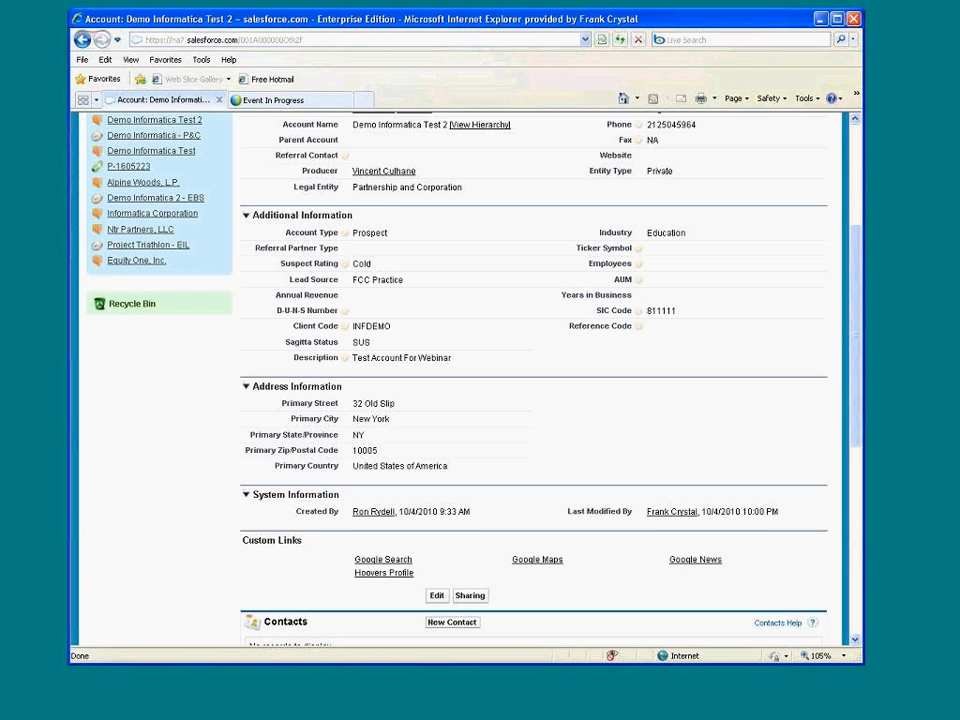 Account: Demo Informatica Test 2 ~ salesforce.com - Enterprise Edition - Microsoft Internet Explorer provided by Frank Crystal
Live Search
File Edit View Favorites Tools Help
Favorites Web Slice Gallery Free Hotmail
Account: Demo Informati... Event In Progress Page Safety Tools
Demo Informatica Test 2
Demo Informatica - P&C
Demo Informatica Test
P-1605223
Alpine Woods, L.P.
Demo Infomatica 2 - EBS
Informatica Corporation
Ntr Partners, LLC
Project Triathlon - EIL
Equity One, Inc.
Recycle Bin
Account Name Demo Informatica Test 2 [View Hierarchy] Phone 2125045964
Parent Account Fax NA
Referral Contact Website
Producer Vincent Culhane Entity Type Private
Legal Entity Partnership and Corporation
Additional Information
Account Type Prospect Industry Education
Referral Partner Type Ticker Symbol
Suspect Rating Cold Employees
Lead Source FCC Practice AUM
Annual Revenue Years in Business
D-U-N-S Number SIC Code 811111
Client Code INFDEMO Reference Code
Sagitta Status SUS
Description Test Account For Webinar
Address Information
Primary Street 32 Old Slip
Primary City New York
Primary State/Province NY
Primary Zip/Postal Code 10005
Primary Country United States of America
System Information
Created By Ron Rydell, 10/4/2010 9:33 AM Last Modified By Frank Crystal, 10/4/2010 10:00 PM
Custom Links
Google Search Google Maps Google News
Hoovers Profile
Edit Sharing
Contacts New Contact Contacts Help ?
Done Internet 105%